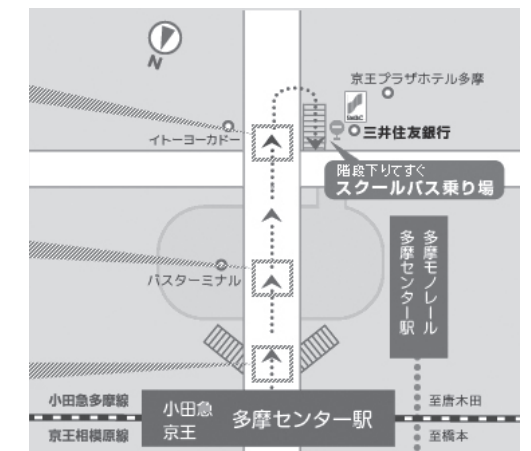 N
京王プラザホテル多摩
イトーヨーカドー
三井住友銀行
階段下りてすぐ
スクールバス乗り場
バスターミナル
多摩モノレール
多摩センター駅
小田急多摩線
京王相模原線
小田急
京王
多摩センター駅
至唐木田
至橋本